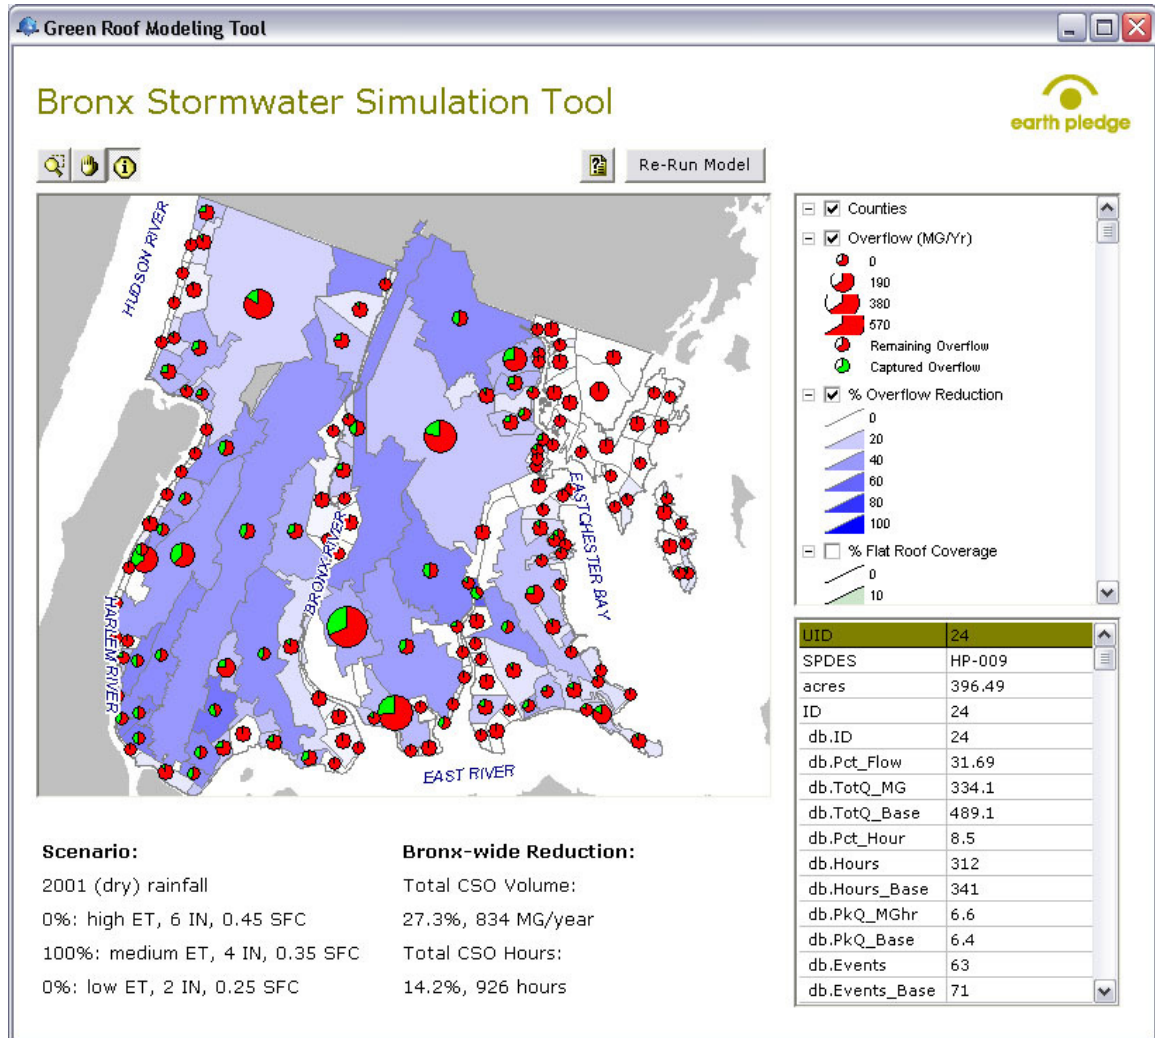 Green Roof Modeling Tool
Bronx Stormwater Simulation Tool
earth pledge
Re-Run Model
HUDSON RIVER
HARLEM RIVER
BRONX RIVER
EASTCHESTER BAY
EAST RIVER
Counties
Overflow (MG/Yr)
0
190
380
570
Remaining Overflow
Captured Overflow
% Overflow Reduction
0
20
40
60
80
100
% Flat Roof Coverage
0
10
UID 24
SPDES HP-009
acres 396.49
ID 24
db.ID 24
db.Pct_Flow 31.69
db.TotQ_MG 334.1
db.TotQ_Base 489.1
db.Pct_Hour 8.5
db.Hours 312
db.Hours_Base 341
db.PkQ_MGhr 6.6
db.PkQ_Base 6.4
db.Events 63
db.Events_Base 71
Scenario:
2001 (dry) rainfall
0%: high ET, 6 IN, 0.45 SFC
100%: medium ET, 4 IN, 0.35 SFC
0%: low ET, 2 IN, 0.25 SFC
Bronx-wide Reduction:
Total CSO Volume:
27.3%, 834 MG/year
Total CSO Hours:
14.2%, 926 hours